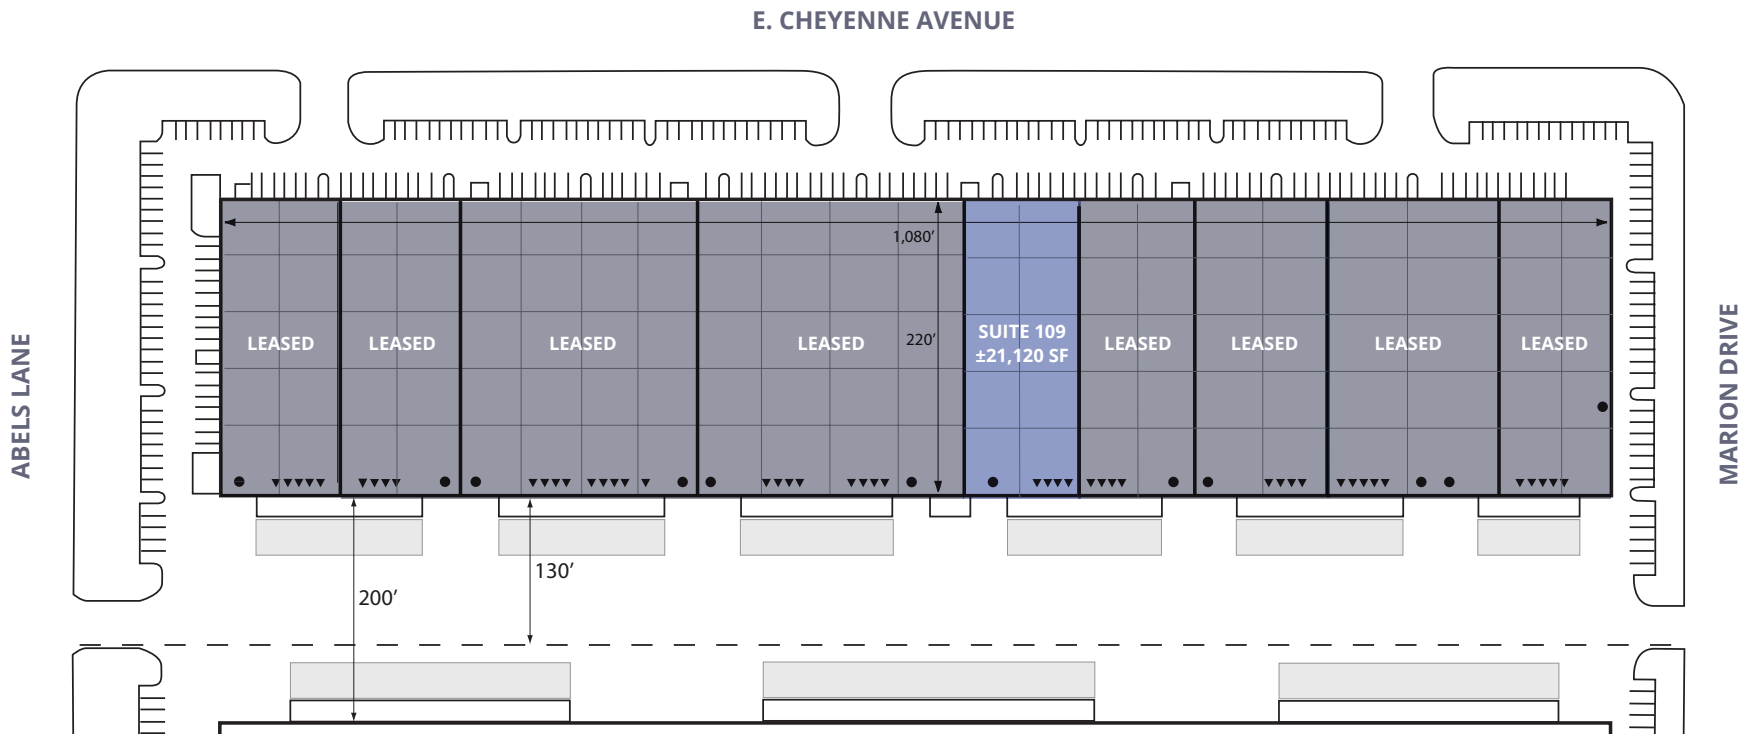 E. CHEYENNE AVENUE
1,080’
220’
LEASED
LEASED
LEASED
LEASED
SUITE 109
±21,120 SF
LEASED
LEASED
LEASED
LEASED
ABELS LANE
MARION DRIVE
130’
200’